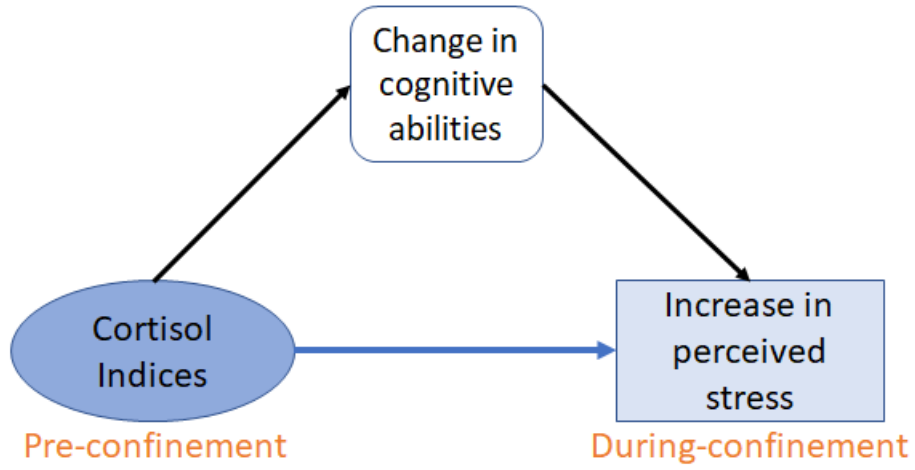 Change in
cognitive
abilities
Cortisol
Indices
Increase in
perceived
stress
Pre-confinement
During-confinement